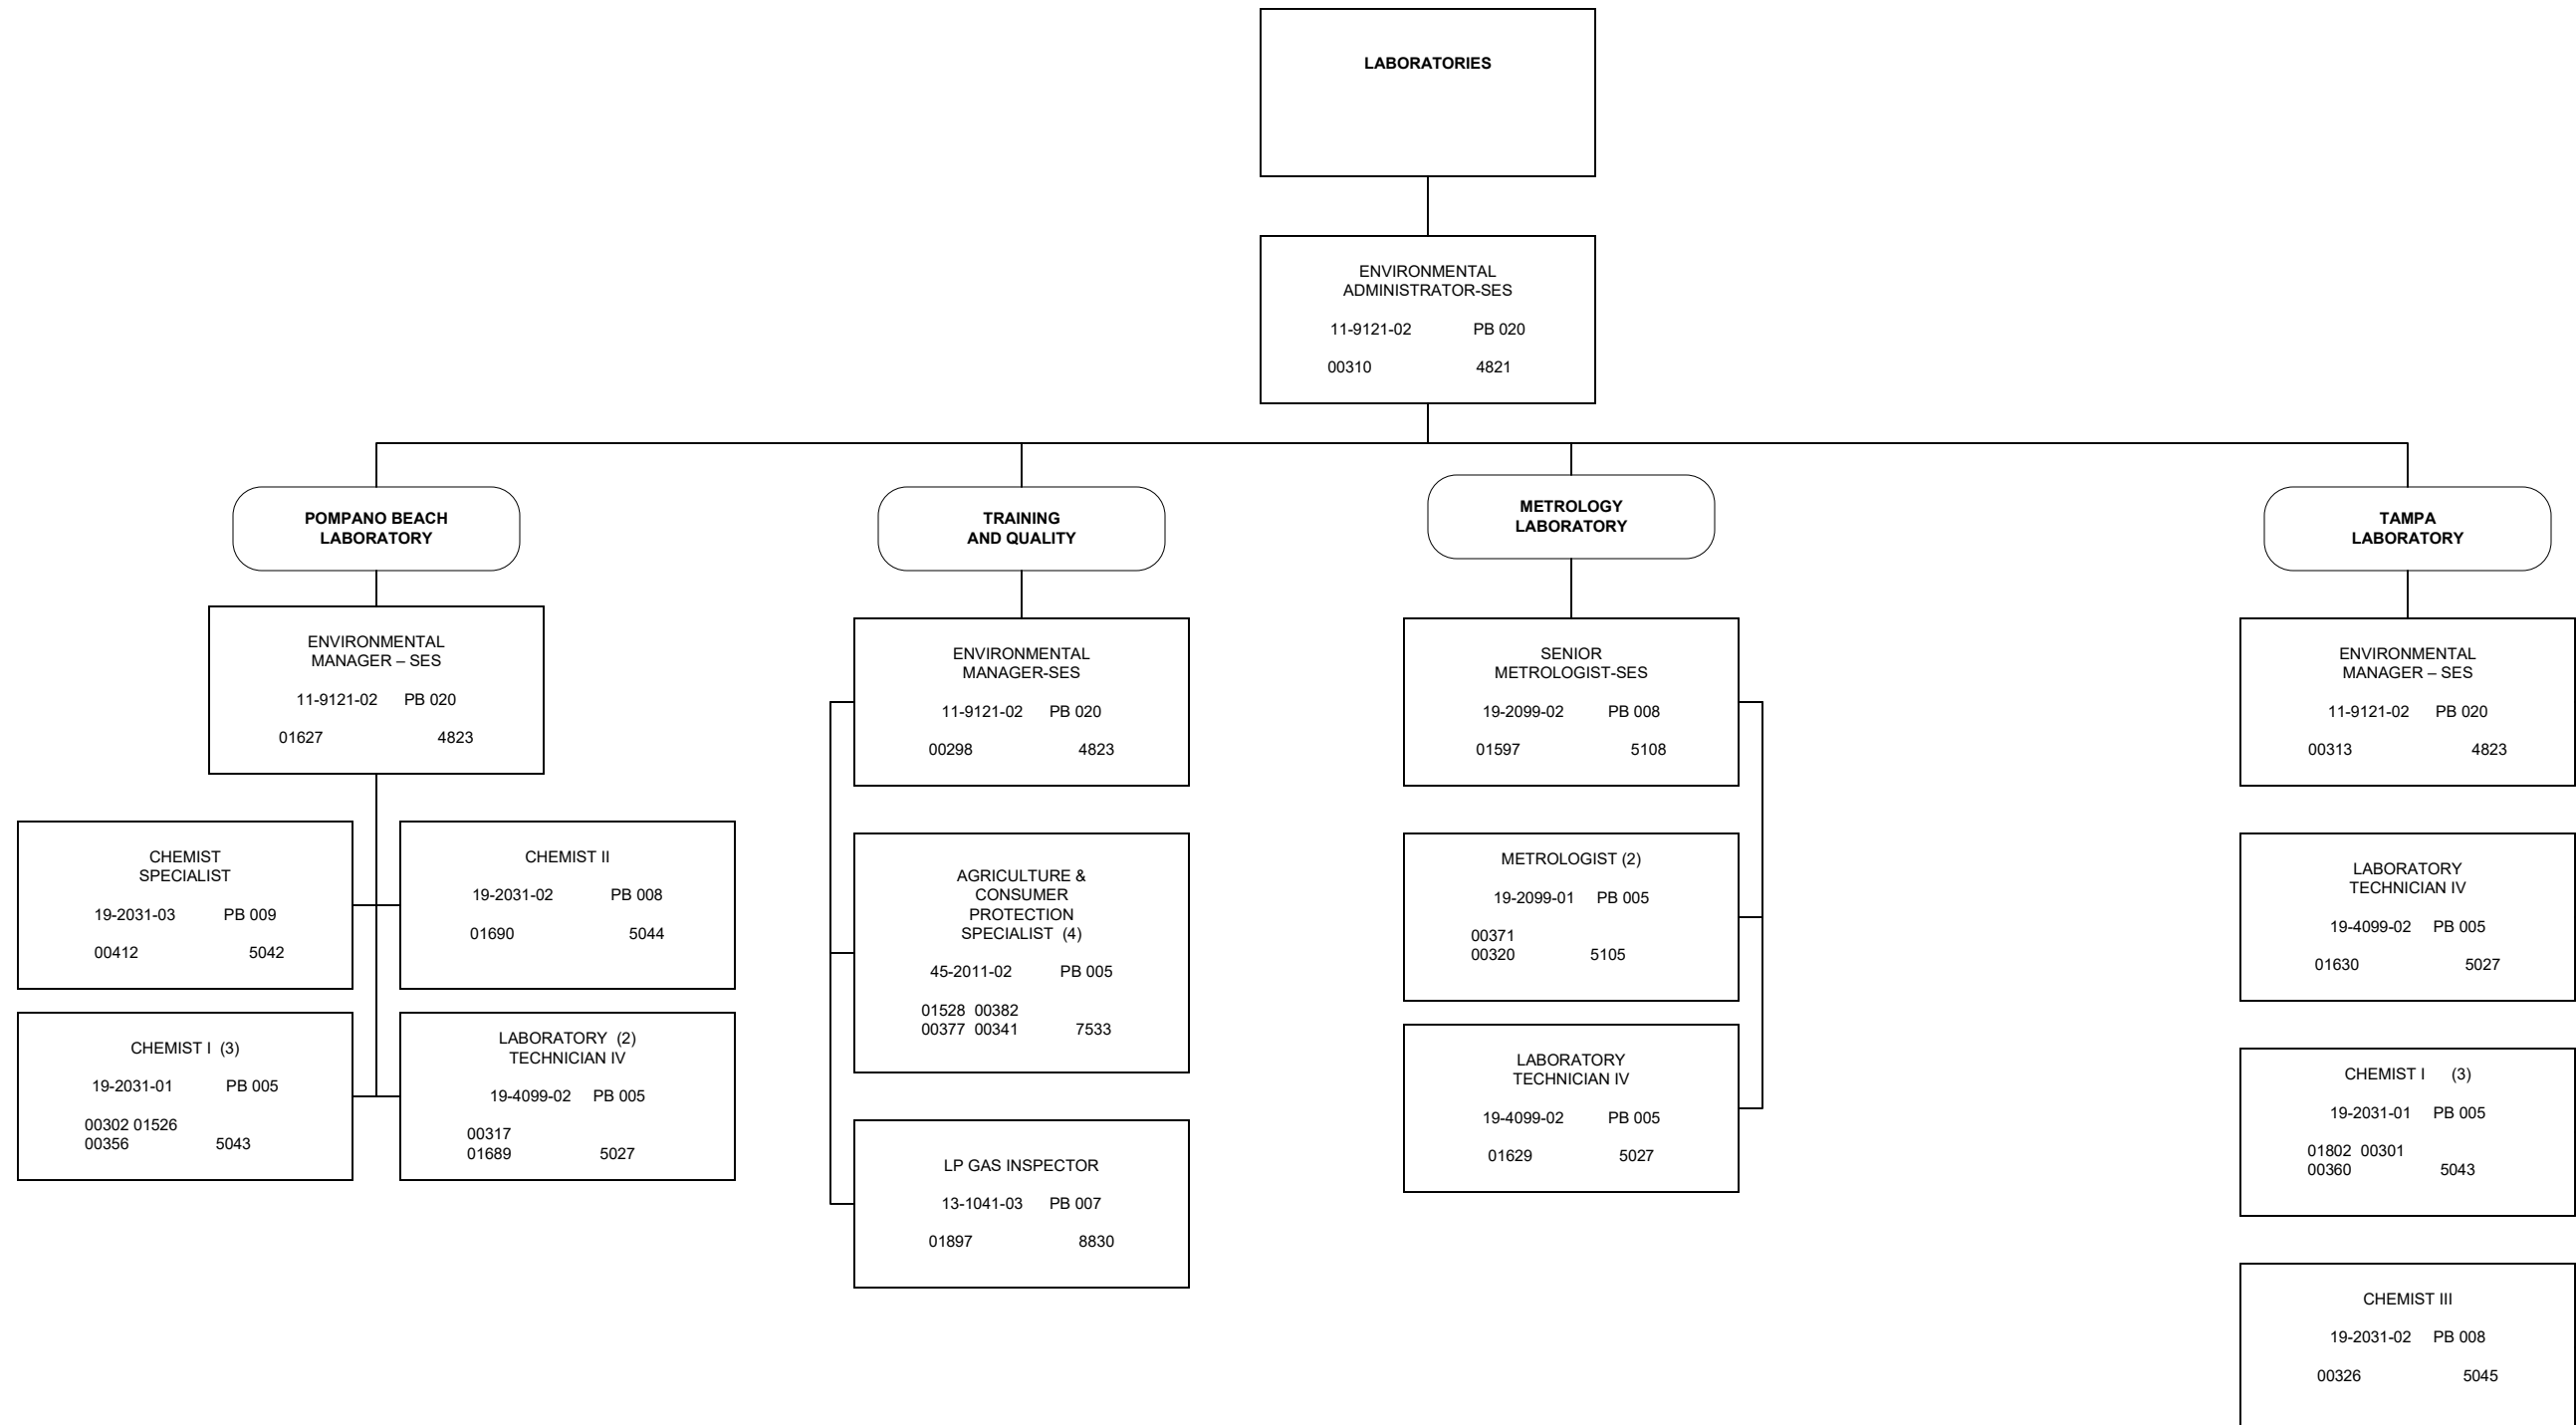 LABORATORIES
ENVIRONMENTAL
ADMINISTRATOR-SES
11-9121-02 PB 020
00310 4821
POMPANO BEACH
LABORATORY
ENVIRONMENTAL
MANAGER – SES
11-9121-02 PB 020
01627 4823
CHEMIST
SPECIALIST
19-2031-03 PB 009
00412 5042
CHEMIST II
19-2031-02 PB 008
01690 5044
CHEMIST I (3)
19-2031-01 PB 005
00302 01526
00356 5043
LABORATORY (2)
TECHNICIAN IV
19-4099-02 PB 005
00317
01689 5027
TRAINING
AND QUALITY
ENVIRONMENTAL
MANAGER-SES
11-9121-02 PB 020
00298 4823
AGRICULTURE &
CONSUMER
PROTECTION
SPECIALIST (4)
45-2011-02 PB 005
01528 00382
00377 00341 7533
LP GAS INSPECTOR
13-1041-03 PB 007
01897 8830
METROLOGY
LABORATORY
SENIOR
METROLOGIST-SES
19-2099-02 PB 008
01597 5108
METROLOGIST (2)
19-2099-01 PB 005
00371
00320 5105
LABORATORY
TECHNICIAN IV
19-4099-02 PB 005
01629 5027
TAMPA
LABORATORY
ENVIRONMENTAL
MANAGER – SES
11-9121-02 PB 020
00313 4823
LABORATORY
TECHNICIAN IV
19-4099-02 PB 005
01630 5027
CHEMIST I (3)
19-2031-01 PB 005
01802 00301
00360 5043
CHEMIST III
19-2031-02 PB 008
00326 5045